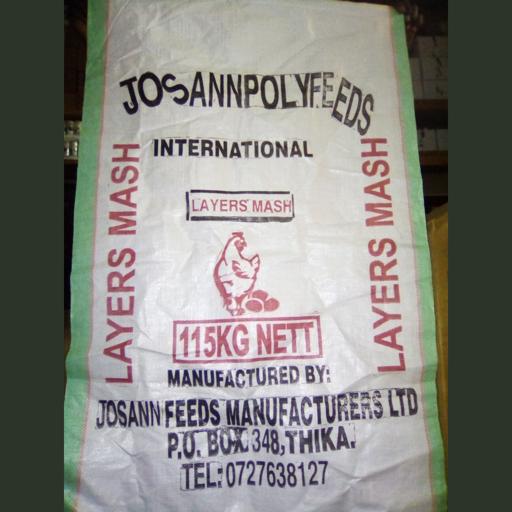 JOSANNPOLYFEEDS
INTERNATIONAL
LAYERS MASH
LAYERS MASH
LAYERS MASH
115KG NETT
MANUFACTURED BY:
JOSANN FEEDS MANUFACTURERS LTD
P.O. BOX 348, THIKA.
TEL: 0727638127